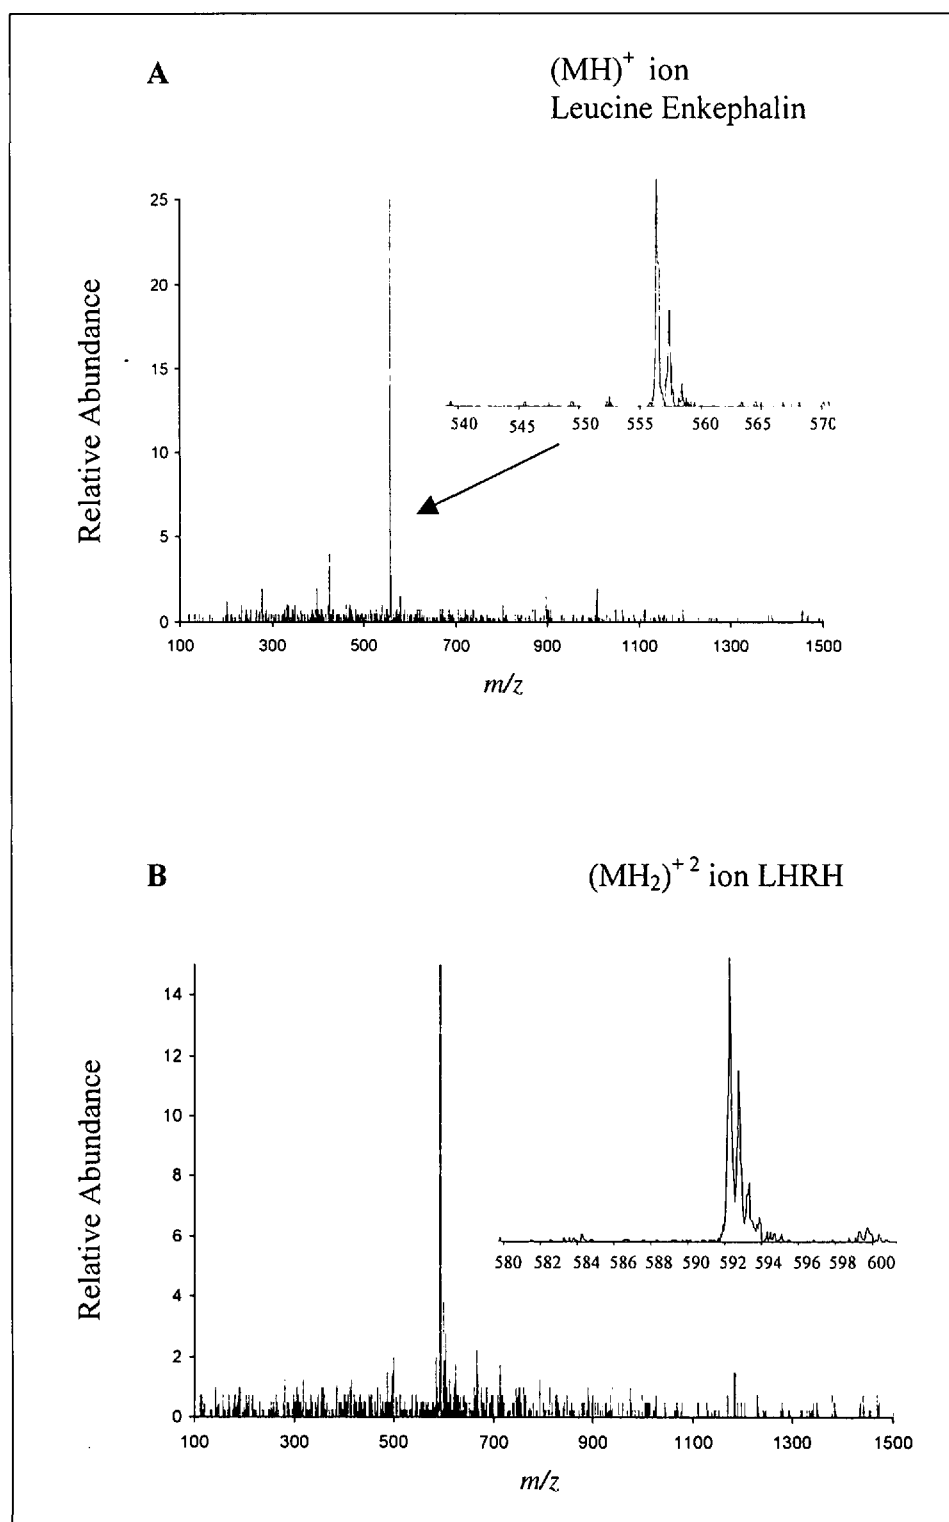 A
(MH)+ ion
Leucine Enkephalin
Relative Abundance
25
20
15
10
5
0
540 545 550 555 560 565 570
100 300 500 700 900 1100 1300 1500
m/z
B
(MH2)+2 ion LHRH
Relative Abundance
14
12
10
8
6
4
2
0
580 582 584 586 588 590 592 594 596 598 600
100 300 500 700 900 1100 1300 1500
m/z